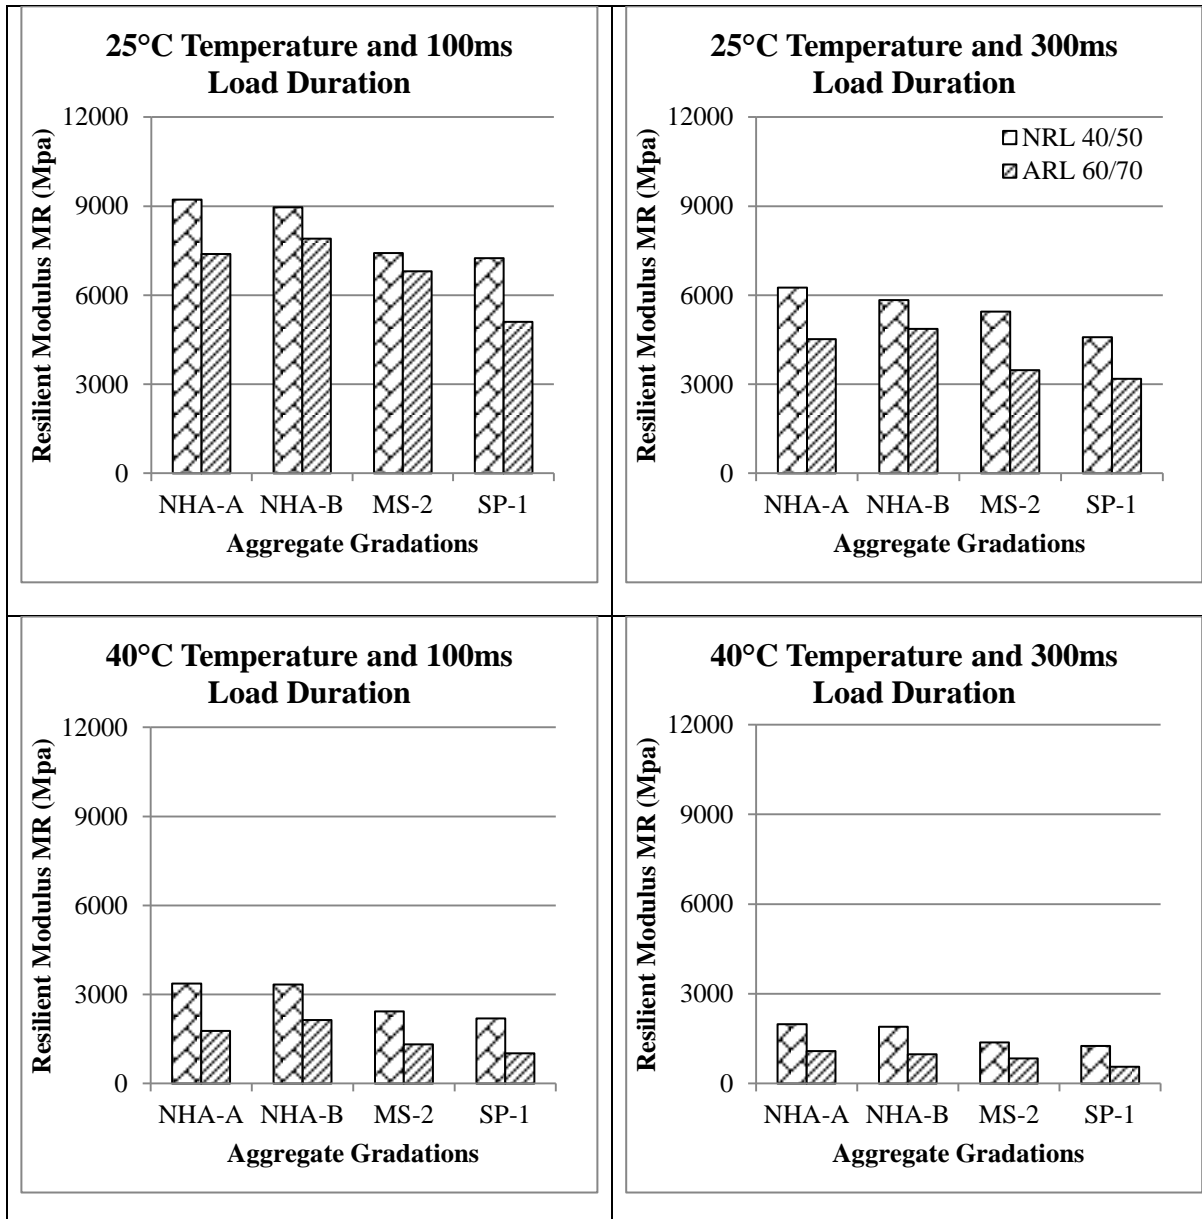 25°C Temperature and 100ms
Load Duration
Resilient Modulus MR (Mpa)
12000
9000
6000
3000
0
NHA-A NHA-B MS-2 SP-1
Aggregate Gradations
25°C Temperature and 300ms
Load Duration
Resilient Modulus MR (Mpa)
12000
9000
6000
3000
0
NRL 40/50
ARL 60/70
NHA-A NHA-B MS-2 SP-1
Aggregate Gradations
40°C Temperature and 100ms
Load Duration
Resilient Modulus MR (Mpa)
12000
9000
6000
3000
0
NHA-A NHA-B MS-2 SP-1
Aggregate Gradations
40°C Temperature and 300ms
Load Duration
Resilient Modulus MR (Mpa)
12000
9000
6000
3000
0
NHA-A NHA-B MS-2 SP-1
Aggregate Gradations